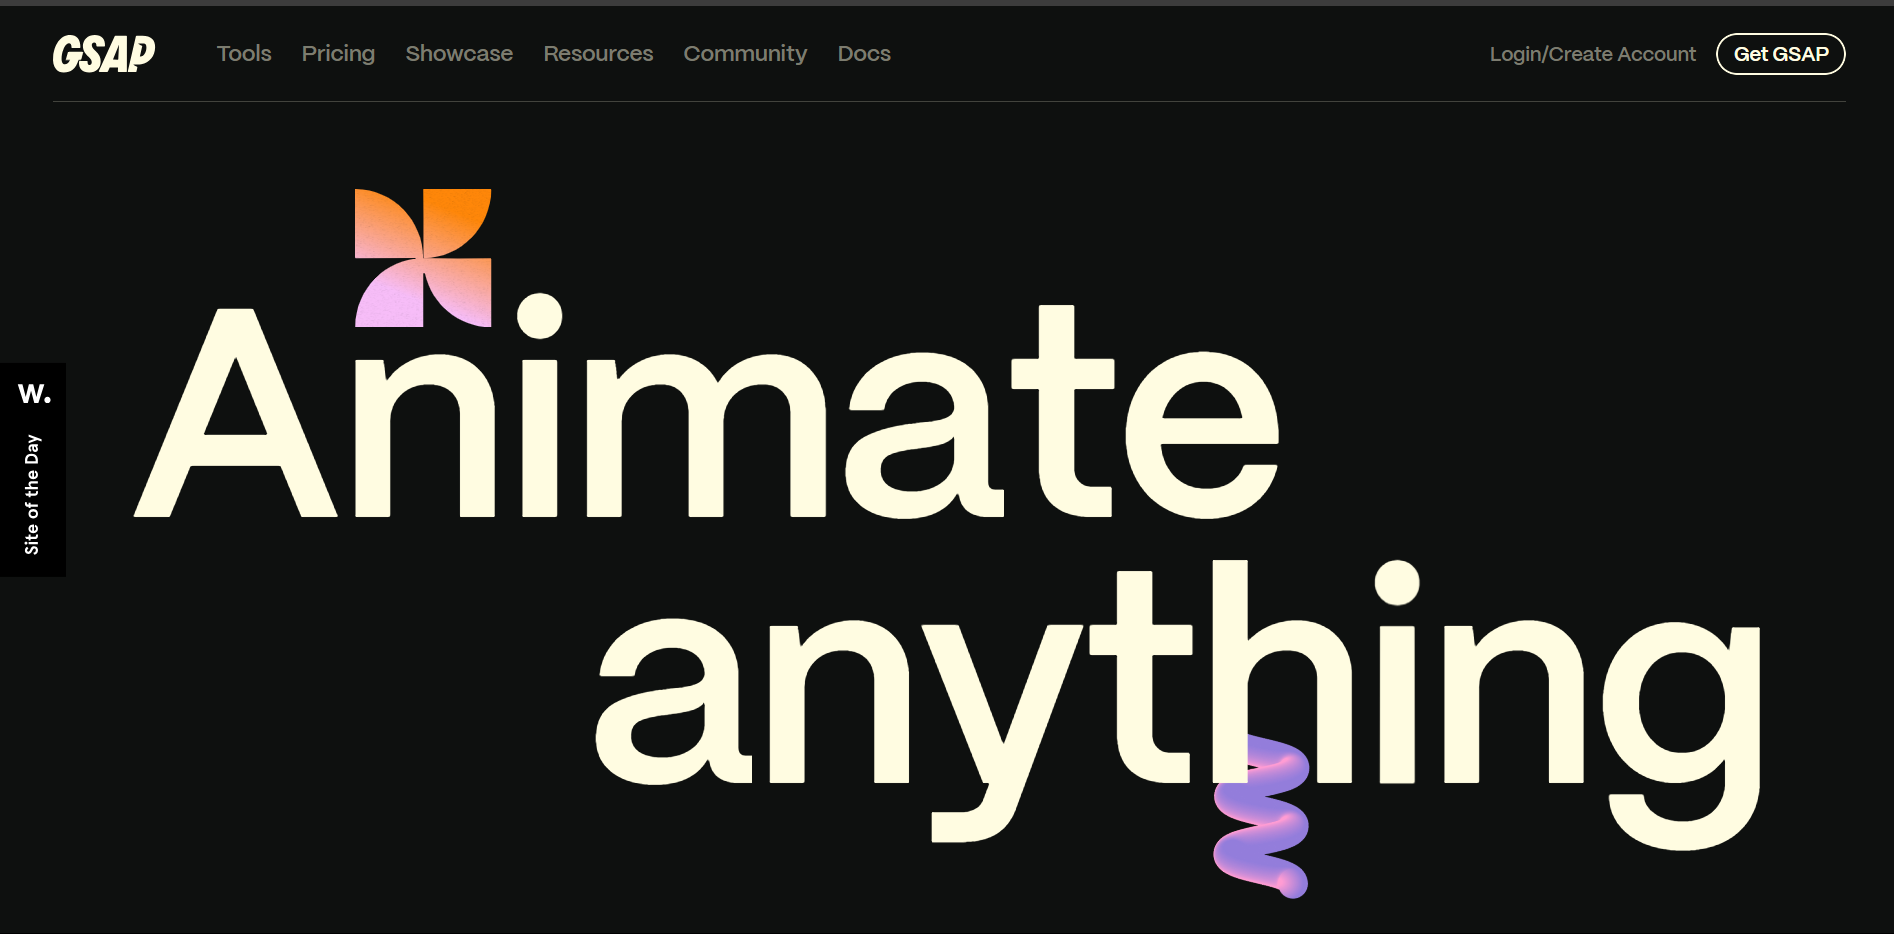 GSAP Tools Pricing Showcase Resources Community Docs Login/Create Account Get GSAP
Animate
W.
Site of the Day
anything